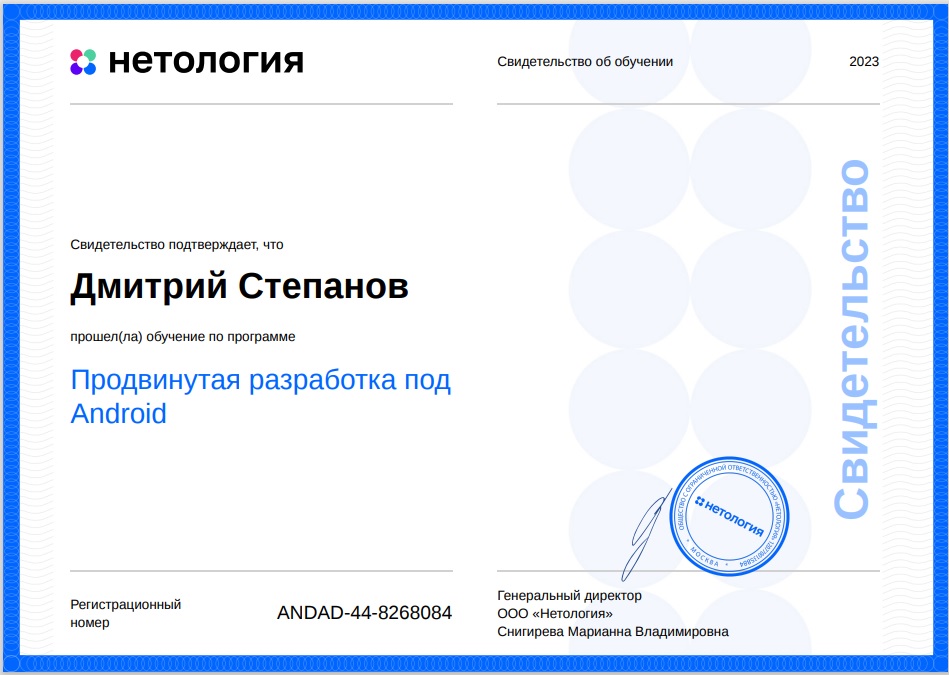 нетология
Свидетельство об обучении
2023
Свидетельство подтверждает, что
Дмитрий Степанов
прошел(ла) обучение по программе
Продвинутая разработка под
Android
Свидетельство
ОБЩЕСТВО С ОГРАНИЧЕННОЙ ОТВЕТСТВЕННОСТЬЮ «НЕТОЛОГИЯ»
* МОСКВА *
нетология
Регистрационный
номер
ANDAD-44-8268084
Генеральный директор
ООО «Нетология»
Снигирева Марианна Владимировна